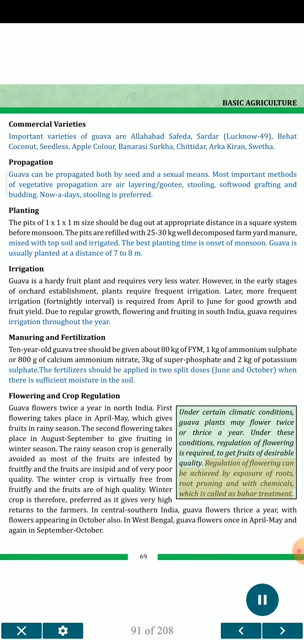 BASIC AGRICULTURE
Commercial Varieties
Important varieties of guava are Allahabad Safeda, Sardar (Lucknow-49), Behat
Coconut, Seedless, Apple Colour, Banarasi Surkha, Chittidar, Arka Kiran, Swetha.
Propagation
Guava can be propagated both by seed and a sexual means. Most important methods
of vegetative propagation are air layering/gootee, stooling, softwood grafting and
budding. Now-a-days, stooling is preferred.
Planting
The pits of 1 x 1 x 1 m size should be dug out at appropriate distance in a square system
before monsoon. The pits are refilled with 25-30 kg well decomposed farm yard manure,
mixed with top soil and irrigated. The best planting time is onset of monsoon. Guava is
usually planted at a distance of 7 to 8 m.
Irrigation
Guava is a hardy fruit plant and requires very less water. However, in the early stages
of orchard establishment, plants require frequent irrigation. Later, more frequent
irrigation (fortnightly interval) is required from April to June for good growth and
fruit yield. Due to regular growth, flowering and fruiting in south India, guava requires
irrigation throughout the year.
Manuring and Fertilization
Ten-year-old guava tree should be given about 80 kg of FYM, 1 kg of ammonium sulphate
or 800 g of calcium ammonium nitrate, 3kg of super-phosphate and 2 kg of potassium
sulphate.The fertilizers should be applied in two split doses (June and October) when
there is sufficient moisture in the soil.
Flowering and Crop Regulation
Guava flowers twice a year in north India. First
flowering takes place in April-May, which gives
fruits in rainy season. The second flowering takes
place in August-September to give fruiting in
winter season. The rainy season crop is generally
avoided as most of the fruits are infested by
fruitfly and the fruits are insipid and of very poor
quality. The winter crop is virtually free from
fruitfly and the fruits are of high quality. Winter
crop is therefore, preferred as it gives very high
returns to the farmers. In central-southern India, guava flowers thrice a year, with
flowers appearing in October also. In West Bengal, guava flowers once in April-May and
again in September-October.
Under certain climatic conditions,
guava plants may flower twice
or thrice a year. Under these
conditions, regulation of flowering
is required, to get fruits of desirable
quality. Regulation of flowering can
be achieved by exposure of roots,
root pruning and with chemicals,
which is called as bahar treatment.
69
91 of 208